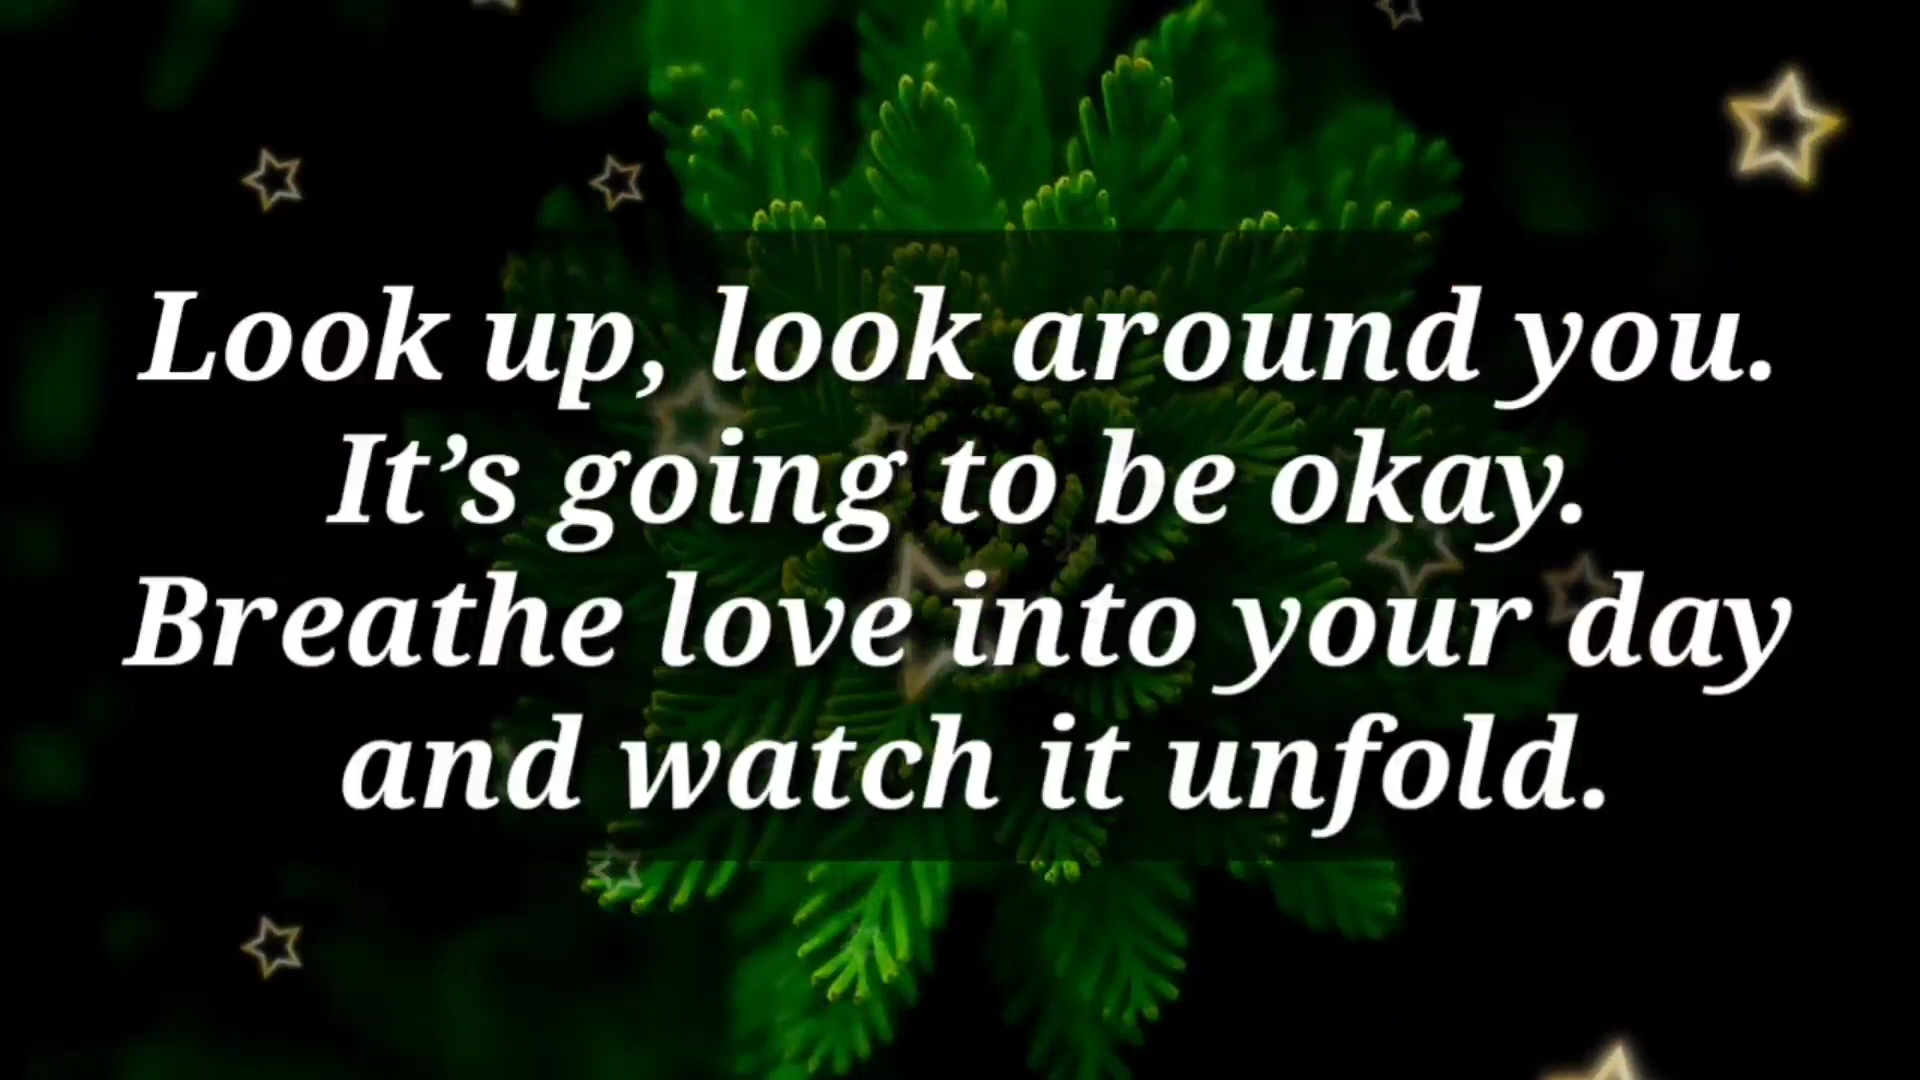 Look up, look around you.
It’s going to be okay.
Breathe love into your day
and watch it unfold.